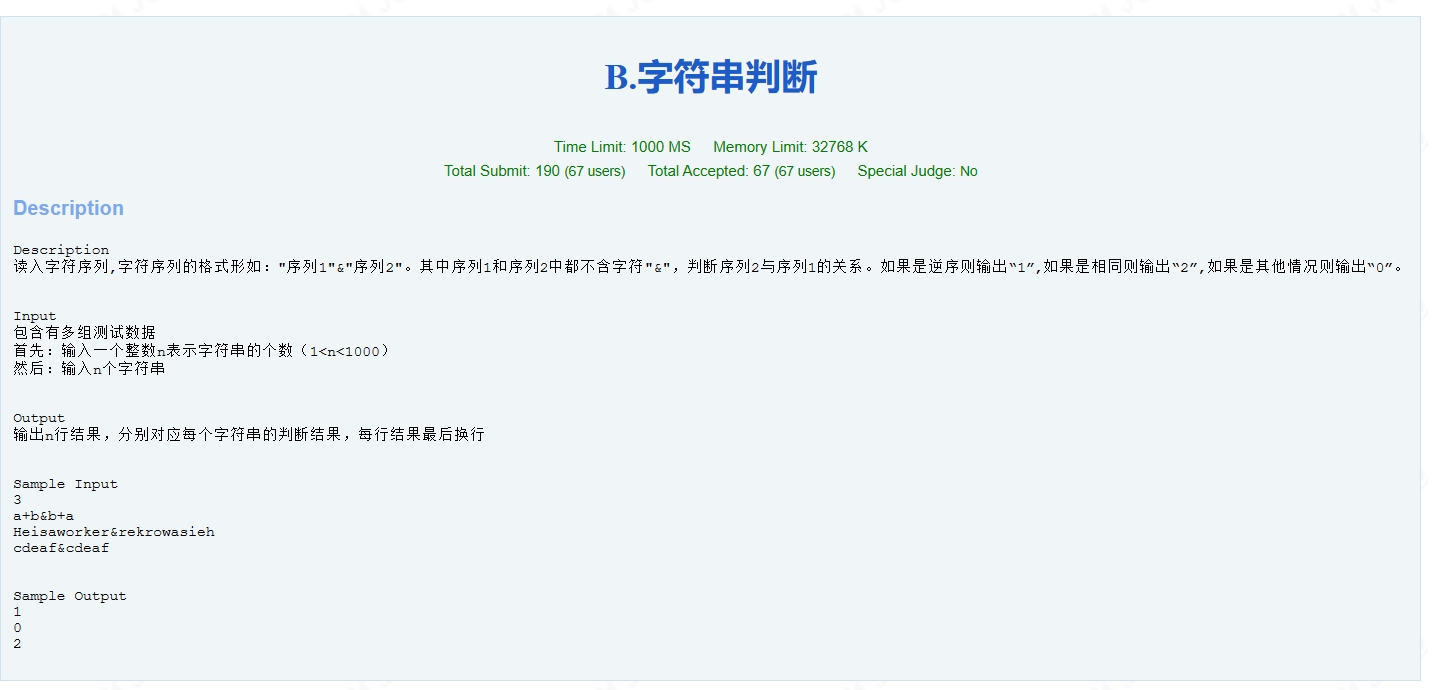 B.字符串判断
Time Limit: 1000 MS Memory Limit: 32768 K
Total Submit: 190 (67 users) Total Accepted: 67 (67 users) Special Judge: No
Description
Description
读入字符序列,字符序列的格式形如："序列1"&"序列2"。其中序列1和序列2中都不含字符"&"，判断序列2与序列1的关系。如果是逆序则输出“1”,如果是相同则输出“2”,如果是其他情况则输出“0”。
Input
包含有多组测试数据
首先：输入一个整数n表示字符串的个数（1<n<1000）
然后：输入n个字符串
Output
输出n行结果，分别对应每个字符串的判断结果，每行结果最后换行
Sample Input
3
a+b&b+a
Heisaworker&rekrowasieh
cdeaf&cdeaf
Sample Output
1
0
2